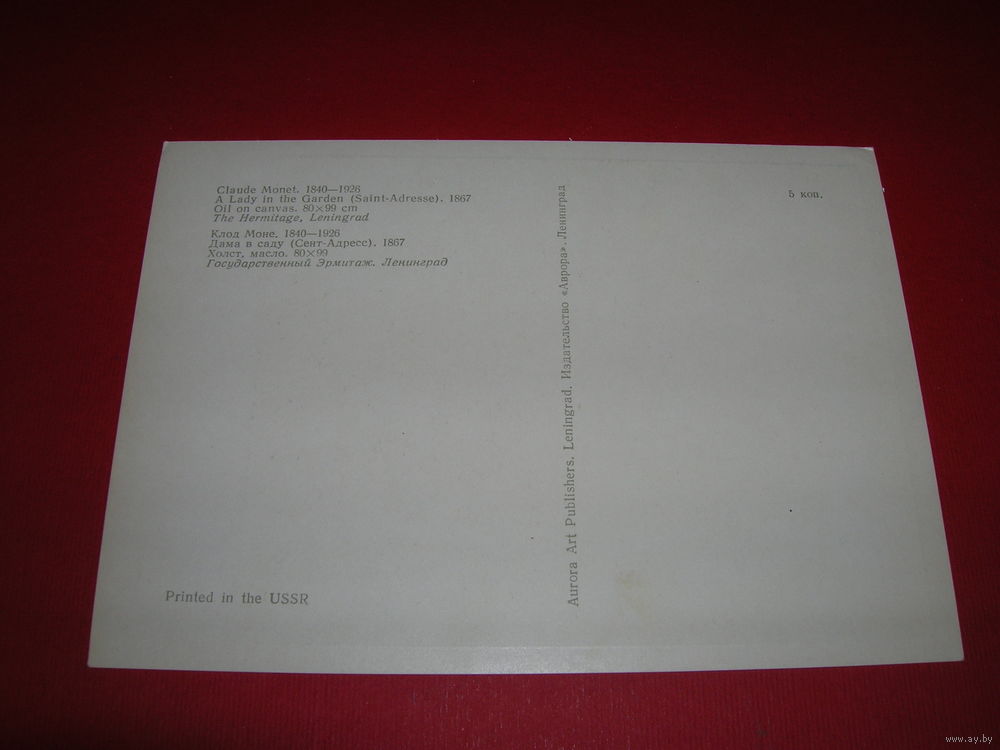 Claude Monet. 1840—1926
A Lady in the Garden (Saint-Adresse). 1867
Oil on canvas. 80×99 cm
The Hermitage, Leningrad
Клод Моне. 1840—1926
Дама в саду (Сент-Адресс). 1867
Холст, масло. 80×99
Государственный Эрмитаж. Ленинград
Printed in the USSR
Aurora Art Publishers. Leningrad. Издательство «Аврора». Ленинград
5 коп.
www.ay.by